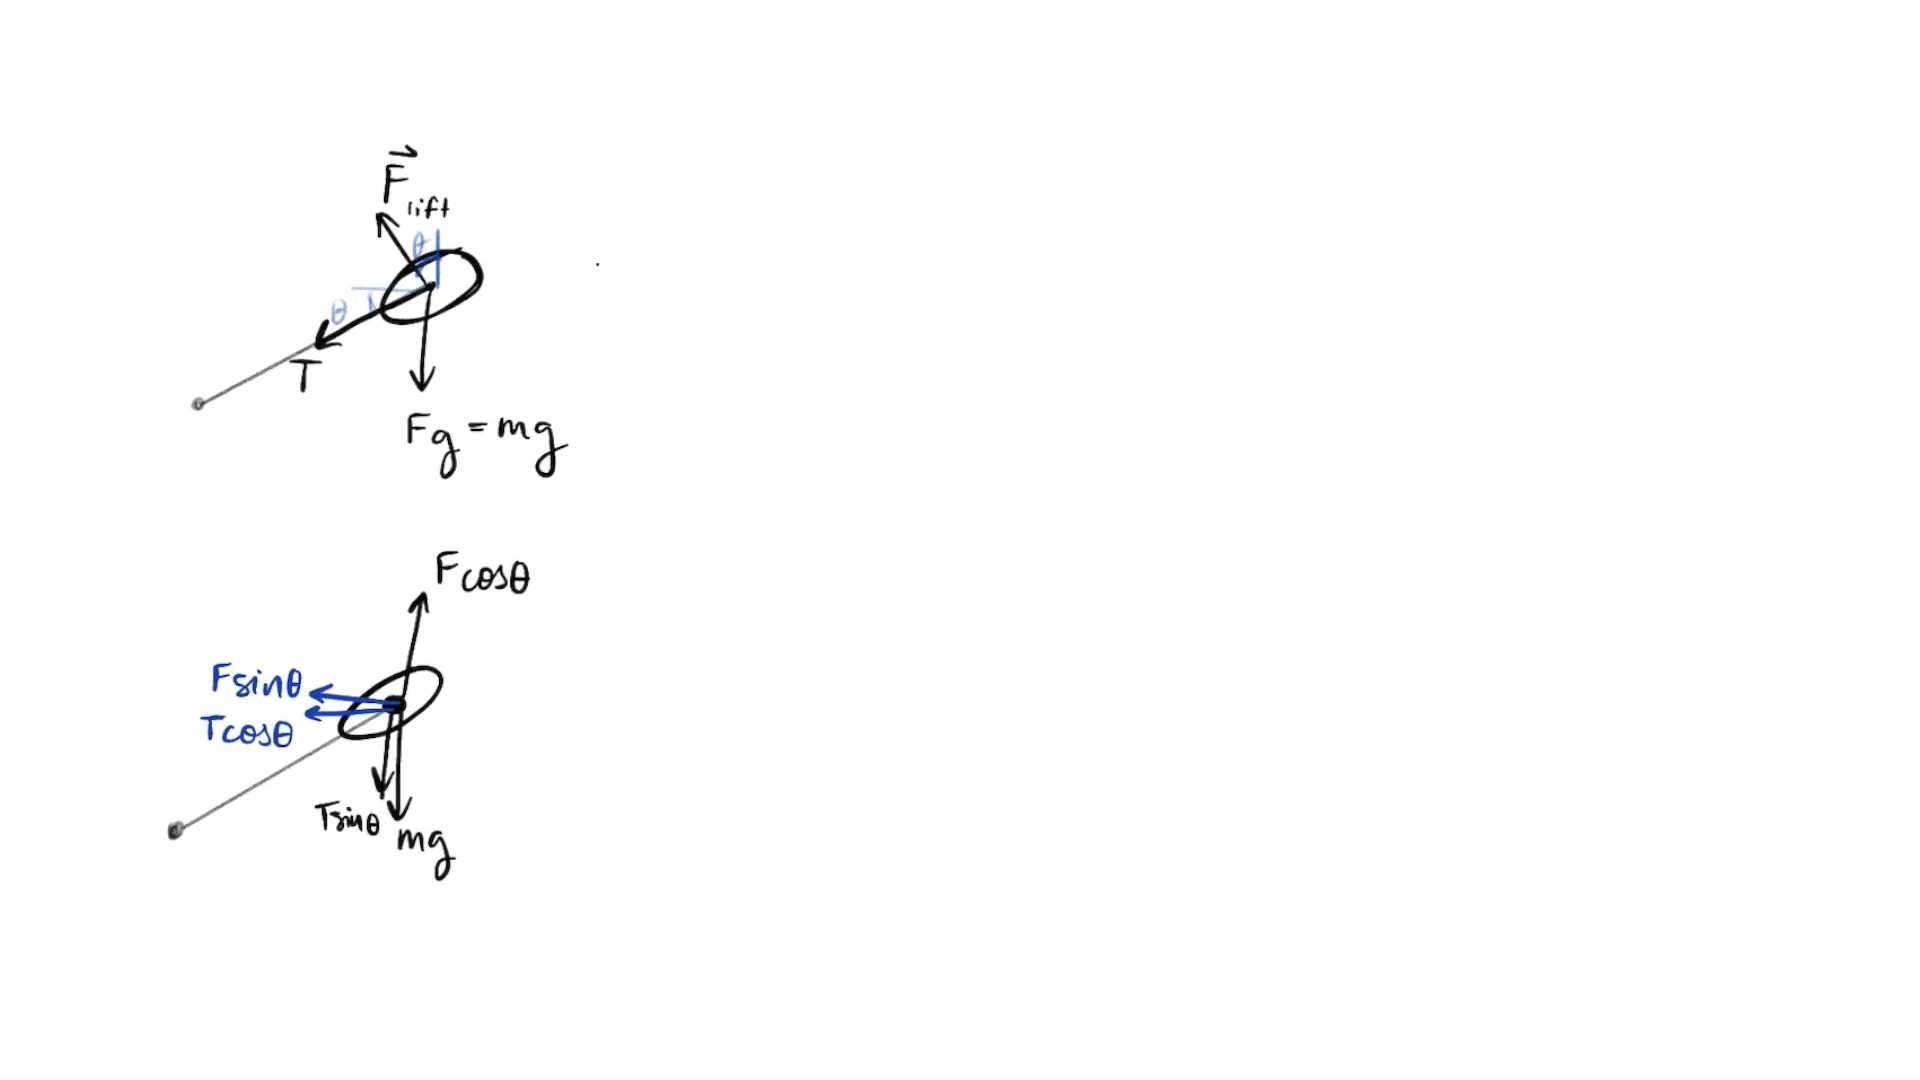 F⃗ lift
θ
θ
T
Fg = mg
Fcosθ
Fsinθ
Tcosθ
Tsinθ
mg